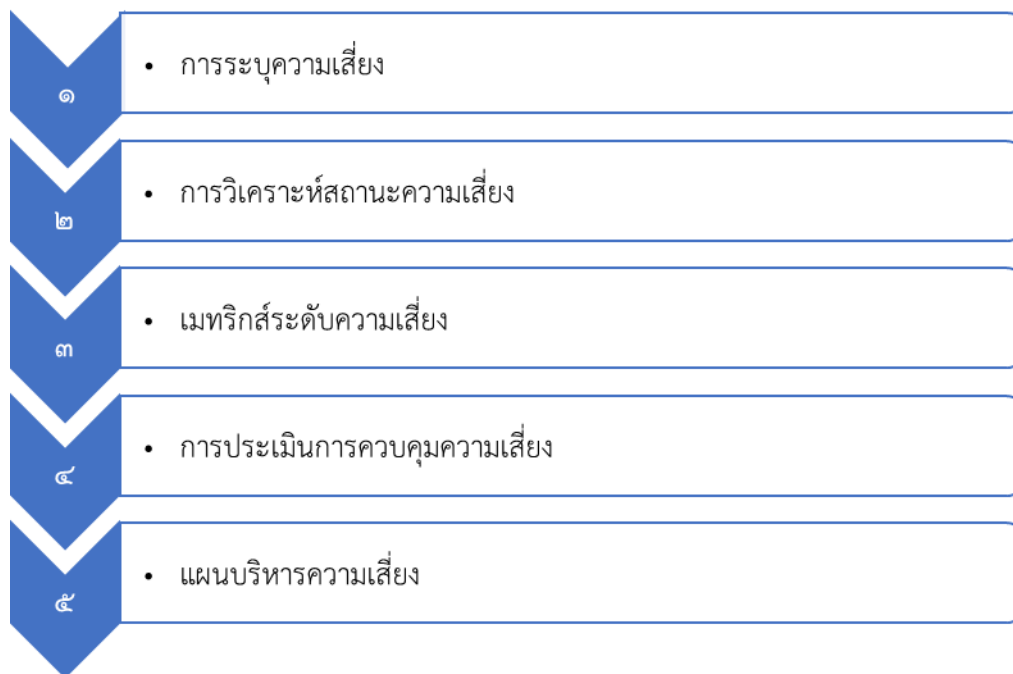 ๑
• การระบุความเสี่ยง
๒
• การวิเคราะห์สถานะความเสี่ยง
๓
• เมทริกส์ระดับความเสี่ยง
๔
• การประเมินการควบคุมความเสี่ยง
๕
• แผนบริหารความเสี่ยง